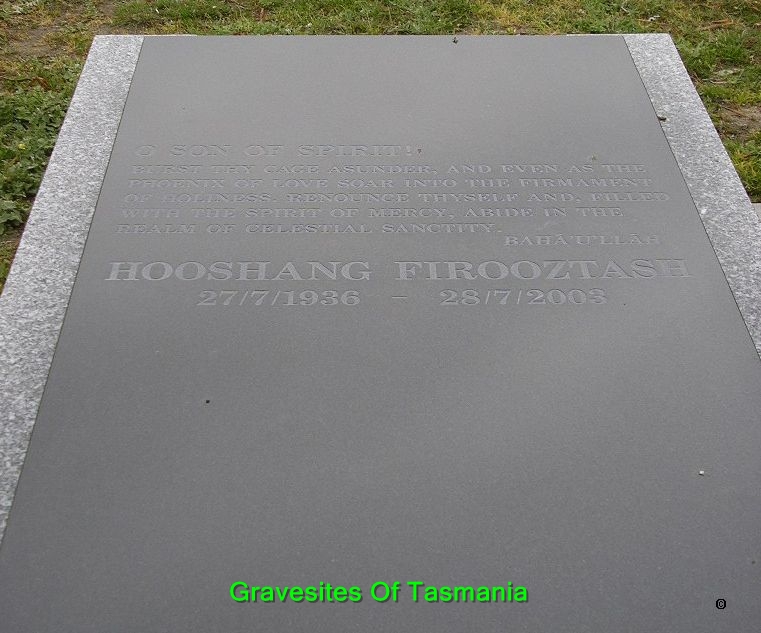 O SON OF SPIRIT!
BURST THY CAGE ASUNDER, AND EVEN AS THE
PHOENIX OF LOVE SOAR INTO THE FIRMAMENT
OF HOLINESS. RENOUNCE THYSELF AND, FILLED
WITH THE SPIRIT OF MERCY, ABIDE IN THE
REALM OF CELESTIAL SANCTITY.
BAHÁ'U'LLÁH
HOOSHANG FIROOZTASH
27/7/1936 - 28/7/2003
Gravesites Of Tasmania
©